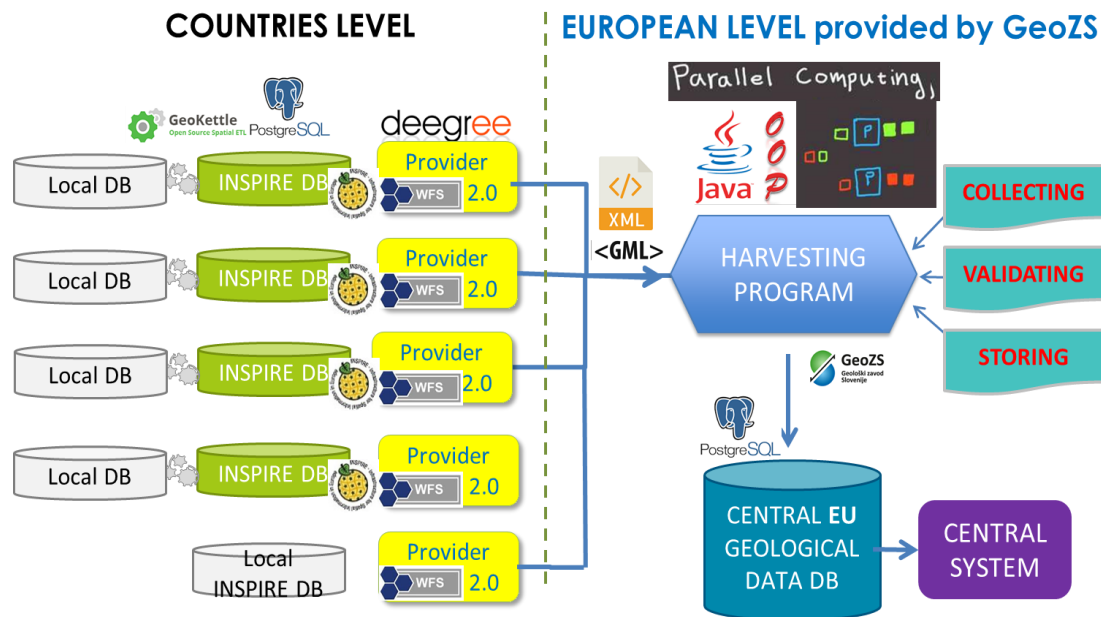 COUNTRIES LEVEL
EUROPEAN LEVEL provided by GeoZS
GeoKettle
Open Source Spatial ETL
PostgreSQL
deegree
Parallel Computing,
Java
OOP
XML
<GML>
Local DB
INSPIRE DB
Provider
WFS 2.0
Local DB
INSPIRE DB
Provider
WFS 2.0
Local DB
INSPIRE DB
Provider
WFS 2.0
Local DB
INSPIRE DB
Provider
WFS 2.0
Local
INSPIRE DB
Provider
WFS 2.0
P
P
HARVESTING
PROGRAM
COLLECTING
VALIDATING
STORING
GeoZS
Geološki zavod
Slovenije
PostgreSQL
CENTRAL EU
GEOLOGICAL
DATA DB
CENTRAL
SYSTEM